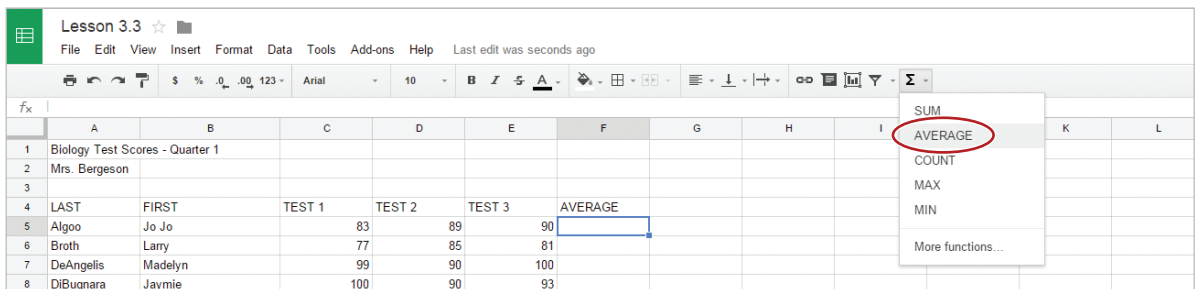 Lesson 3.3
File Edit View Insert Format Data Tools Add-ons Help Last edit was seconds ago
$ % .0 .00 123 Arial 10 B I S A Σ
fx
SUM
AVERAGE
COUNT
MAX
MIN
More functions...
A B C D E F G H I K L
1 Biology Test Scores - Quarter 1
2 Mrs. Bergeson
3
4 LAST FIRST TEST 1 TEST 2 TEST 3 AVERAGE
5 Algoo Jo Jo 83 89 90
6 Broth Larry 77 85 81
7 DeAngelis Madelyn 99 90 100
8 DiBugnara Jaymie 100 90 93